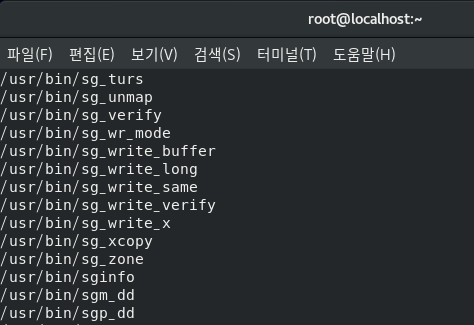 root@localhost:~
파일(F) 편집(E) 보기(V) 검색(S) 터미널(T) 도움말(H)
/usr/bin/sg_turs
/usr/bin/sg_unmap
/usr/bin/sg_verify
/usr/bin/sg_wr_mode
/usr/bin/sg_write_buffer
/usr/bin/sg_write_long
/usr/bin/sg_write_same
/usr/bin/sg_write_verify
/usr/bin/sg_write_x
/usr/bin/sg_xcopy
/usr/bin/sg_zone
/usr/bin/sginfo
/usr/bin/sgm_dd
/usr/bin/sgp_dd